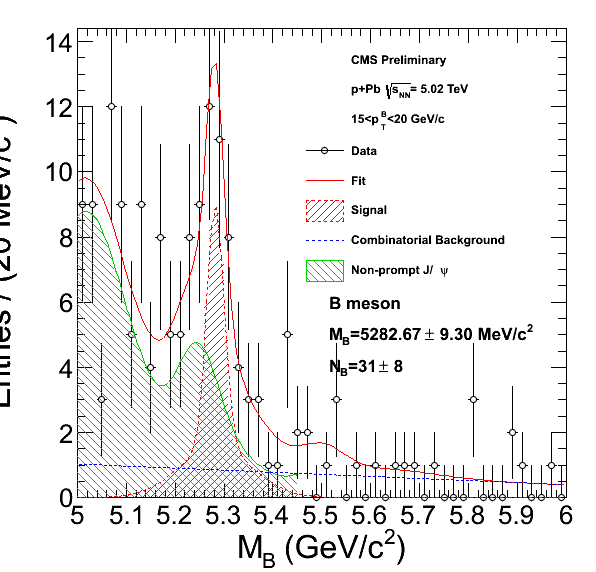 14
12
10
8
6
4
2
0
Entries / (20 MeV/c
CMS Preliminary
p+Pb √sNN = 5.02 TeV
15<pTB<20 GeV/c
Data
Fit
Signal
Combinatorial Background
Non-prompt J/ ψ
B meson
MB=5282.67 ± 9.30 MeV/c2
NB=31 ± 8
5 5.1 5.2 5.3 5.4 5.5 5.6 5.7 5.8 5.9 6
MB (GeV/c2)